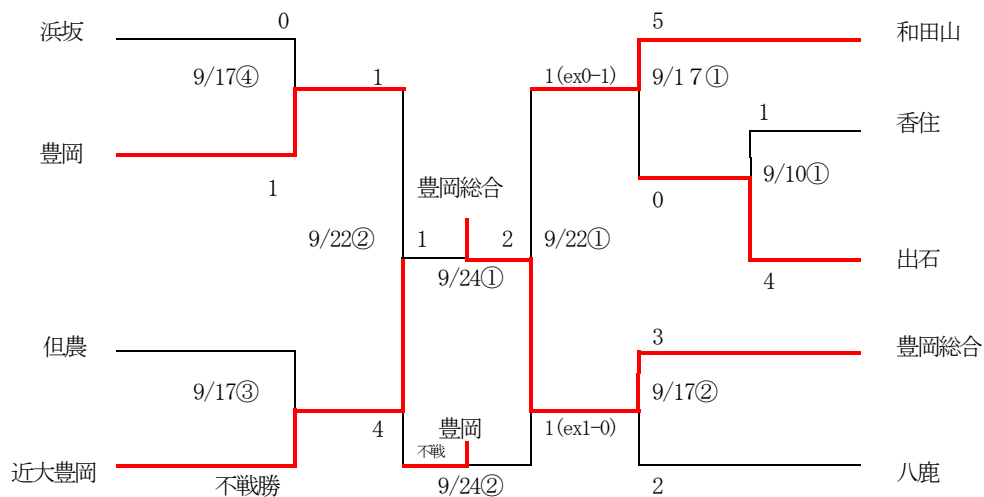 0
5
浜坂
和田山
9/17④
1
1(ex0-1)
9/1７①
1
香住
豊岡
9/10①
1
豊岡総合
0
9/22②
1
2
9/22①
出石
9/24①
4
但農
3
豊岡総合
9/17③
9/17②
4
豊岡
1(ex1-0)
不戦
近大豊岡
不戦勝
9/24②
2
八鹿